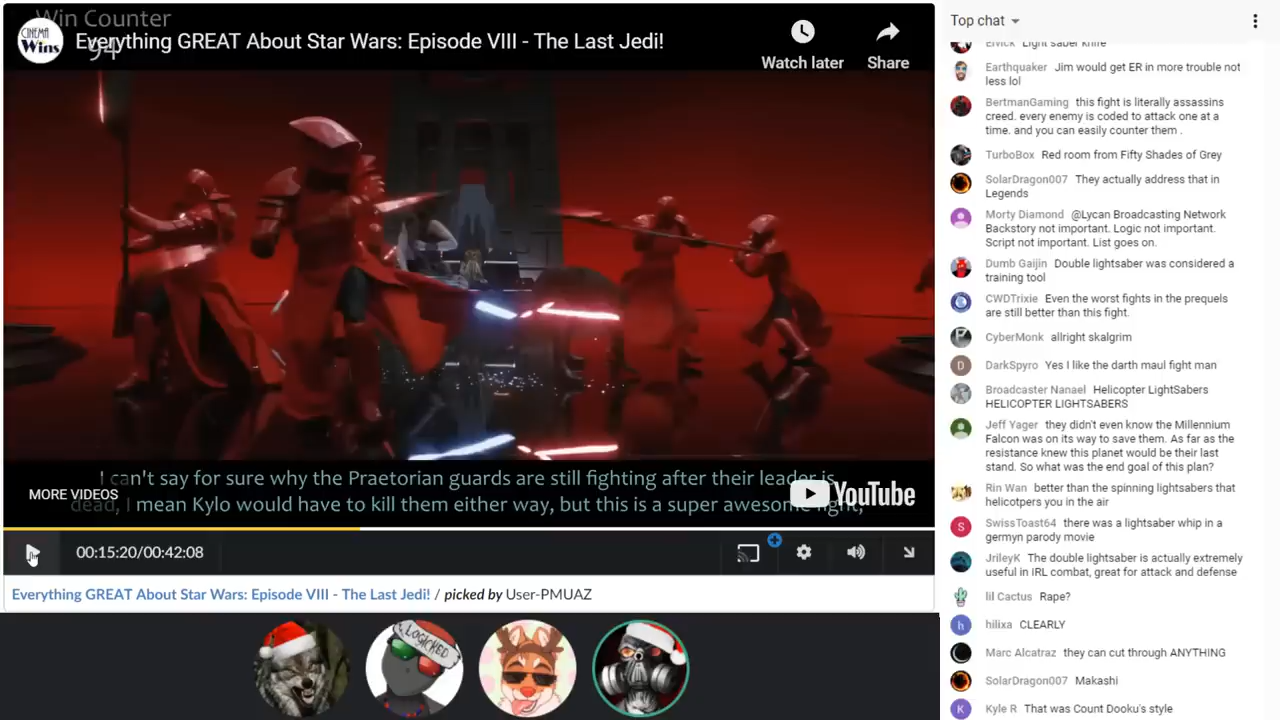 Win Counter
94
CINEMA
Wins
Everything GREAT About Star Wars: Episode VIII - The Last Jedi!
Watch later
Share
I can't say for sure why the Praetorian guards are still fighting after their leader is
dead, I mean Kylo would have to kill them either way, but this is a super awesome fight,
MORE VIDEOS
YouTube
00:15:20/00:42:08
Everything GREAT About Star Wars: Episode VIII - The Last Jedi! / picked by User-PMUAZ
LOGICKED
Top chat
Elvick Light saber knife
Earthquaker Jim would get ER in more trouble not
less lol
BertmanGaming this fight is literally assassins
creed. every enemy is coded to attack one at a
time. and you can easily counter them .
TurboBox Red room from Fifty Shades of Grey
SolarDragon007 They actually address that in
Legends
Morty Diamond @Lycan Broadcasting Network
Backstory not important. Logic not important.
Script not important. List goes on.
Dumb Gaijin Double lightsaber was considered a
training tool
CWDTrixie Even the worst fights in the prequels
are still better than this fight.
CyberMonk allright skalgrim
D
DarkSpyro Yes I like the darth maul fight man
Broadcaster Nanael Helicopter LightSabers
HELICOPTER LIGHTSABERS
Jeff Yager they didn't even know the Millennium
Falcon was on its way to save them. As far as the
resistance knew this planet would be their last
stand. So what was the end goal of this plan?
Rin Wan better than the spinning lightsabers that
helicotpers you in the air
S
SwissToast64 there was a lightsaber whip in a
germyn parody movie
JrileyK The double lightsaber is actually extremely
useful in iRL combat, great for attack and defense
lil Cactus Rape?
h
hilixa CLEARLY
Marc Alcatraz they can cut through ANYTHING
SolarDragon007 Makashi
K
Kyle R That was Count Dooku's style